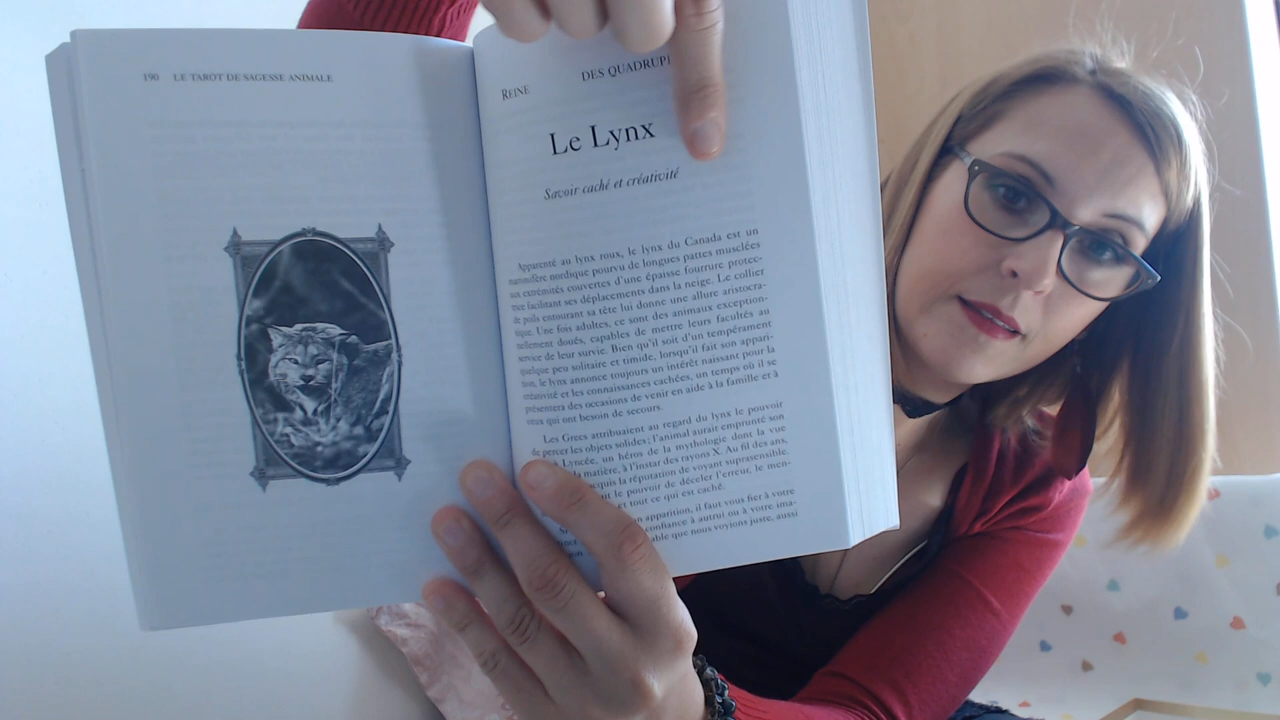 190 LE TAROT DE SAGESSE ANIMALE
REINE DES
Le Lynx
Savoir caché et créativité
Apparenté au lynx roux, le lynx du Canada est un
mammifère nordique pourvu de longues pattes musclées
aux extrémités couvertes d'une épaisse fourrure protec-
trice facilitant ses déplacements dans la neige. Le collier
de poils entourant sa tête lui donne une allure aristocra-
tique. Une fois adultes, ce sont des animaux exception-
nellement doués, capables de mettre leurs facultés au
service de leur survie. Bien qu'il soit d'un tempérament
quelque peu solitaire et timide, lorsqu'il fait son appari-
tion, le lynx annonce toujours un intérêt naissant pour la
créativité et les connaissances cachées, un temps où il se
présentera des occasions de venir en aide à la famille et à
ceux qui ont besoin de secours.
Les Grecs attribuaient au regard du lynx le pouvoir
de percer les objets solides ; l'animal aurait emprunté son
à Lyncée, un héros de la mythologie dont la vue
la matière, à l'instar des rayons X. Au fil des ans,
acquis la réputation de voyant suprasensible.
le pouvoir de déceler l'erreur, le men-
et tout ce qui est caché.
apparition, il faut vous fier à votre
confiance à autrui ou à votre ima-
que nous voyions juste, aussi